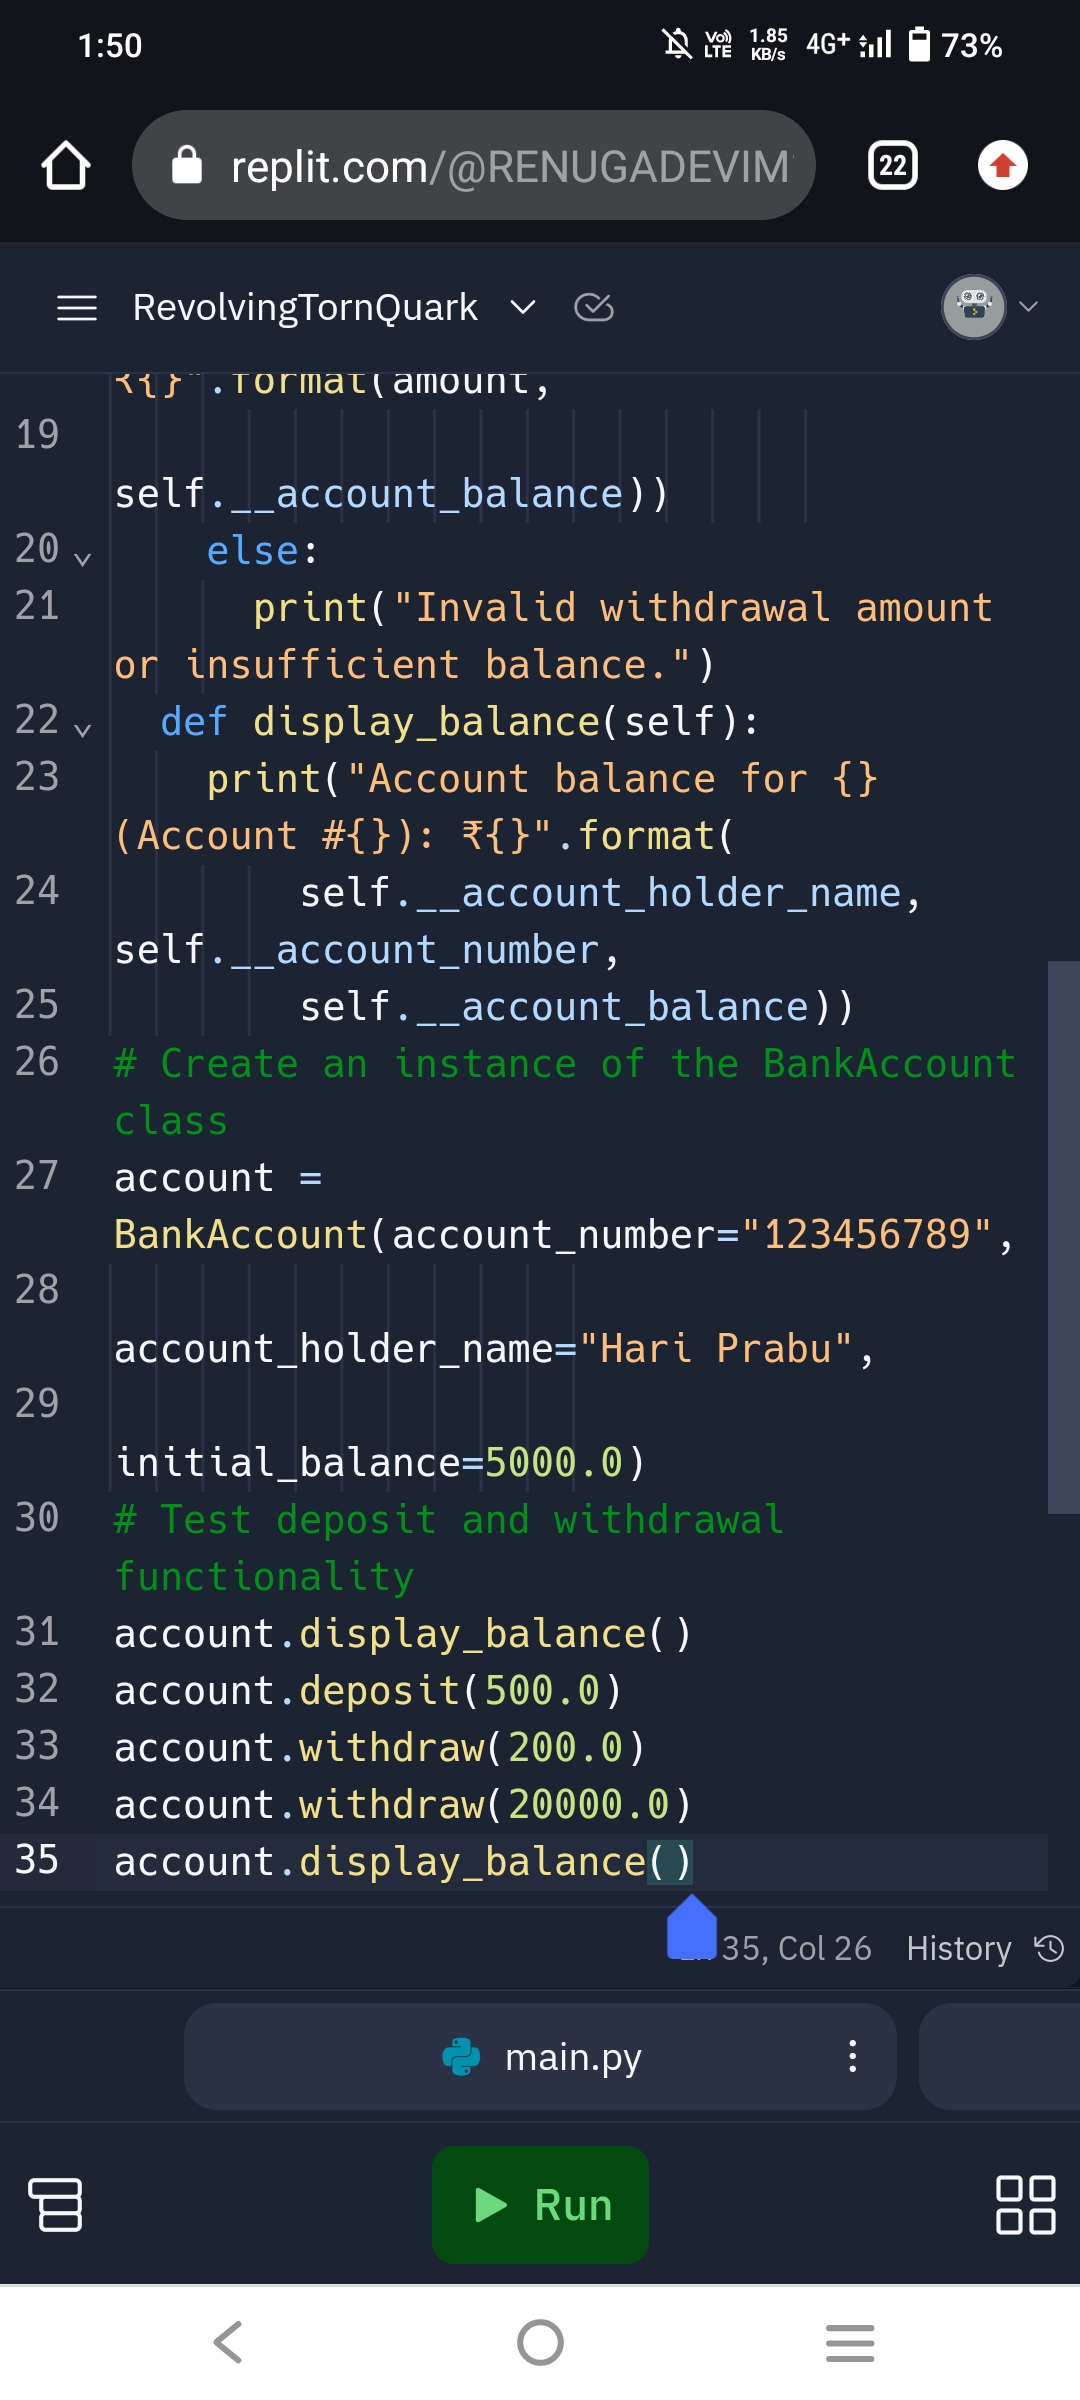 1:50
Vo)) LTE 1.85 KB/s 4G+ 73%
replit.com/@RENUGADEVIM
22
RevolvingTornQuark
₹{}".format(amount,
19
self.__account_balance))
20 else:
21 print("Invalid withdrawal amount
or insufficient balance.")
22 def display_balance(self):
23 print("Account balance for {}
(Account #{}): ₹{}".format(
24 self.__account_holder_name,
self.__account_number,
25 self.__account_balance))
26 # Create an instance of the BankAccount
class
27 account =
BankAccount(account_number="123456789",
28
account_holder_name="Hari Prabu",
29
initial_balance=5000.0)
30 # Test deposit and withdrawal
functionality
31 account.display_balance()
32 account.deposit(500.0)
33 account.withdraw(200.0)
34 account.withdraw(20000.0)
35 account.display_balance()
35, Col 26 History
main.py
Run